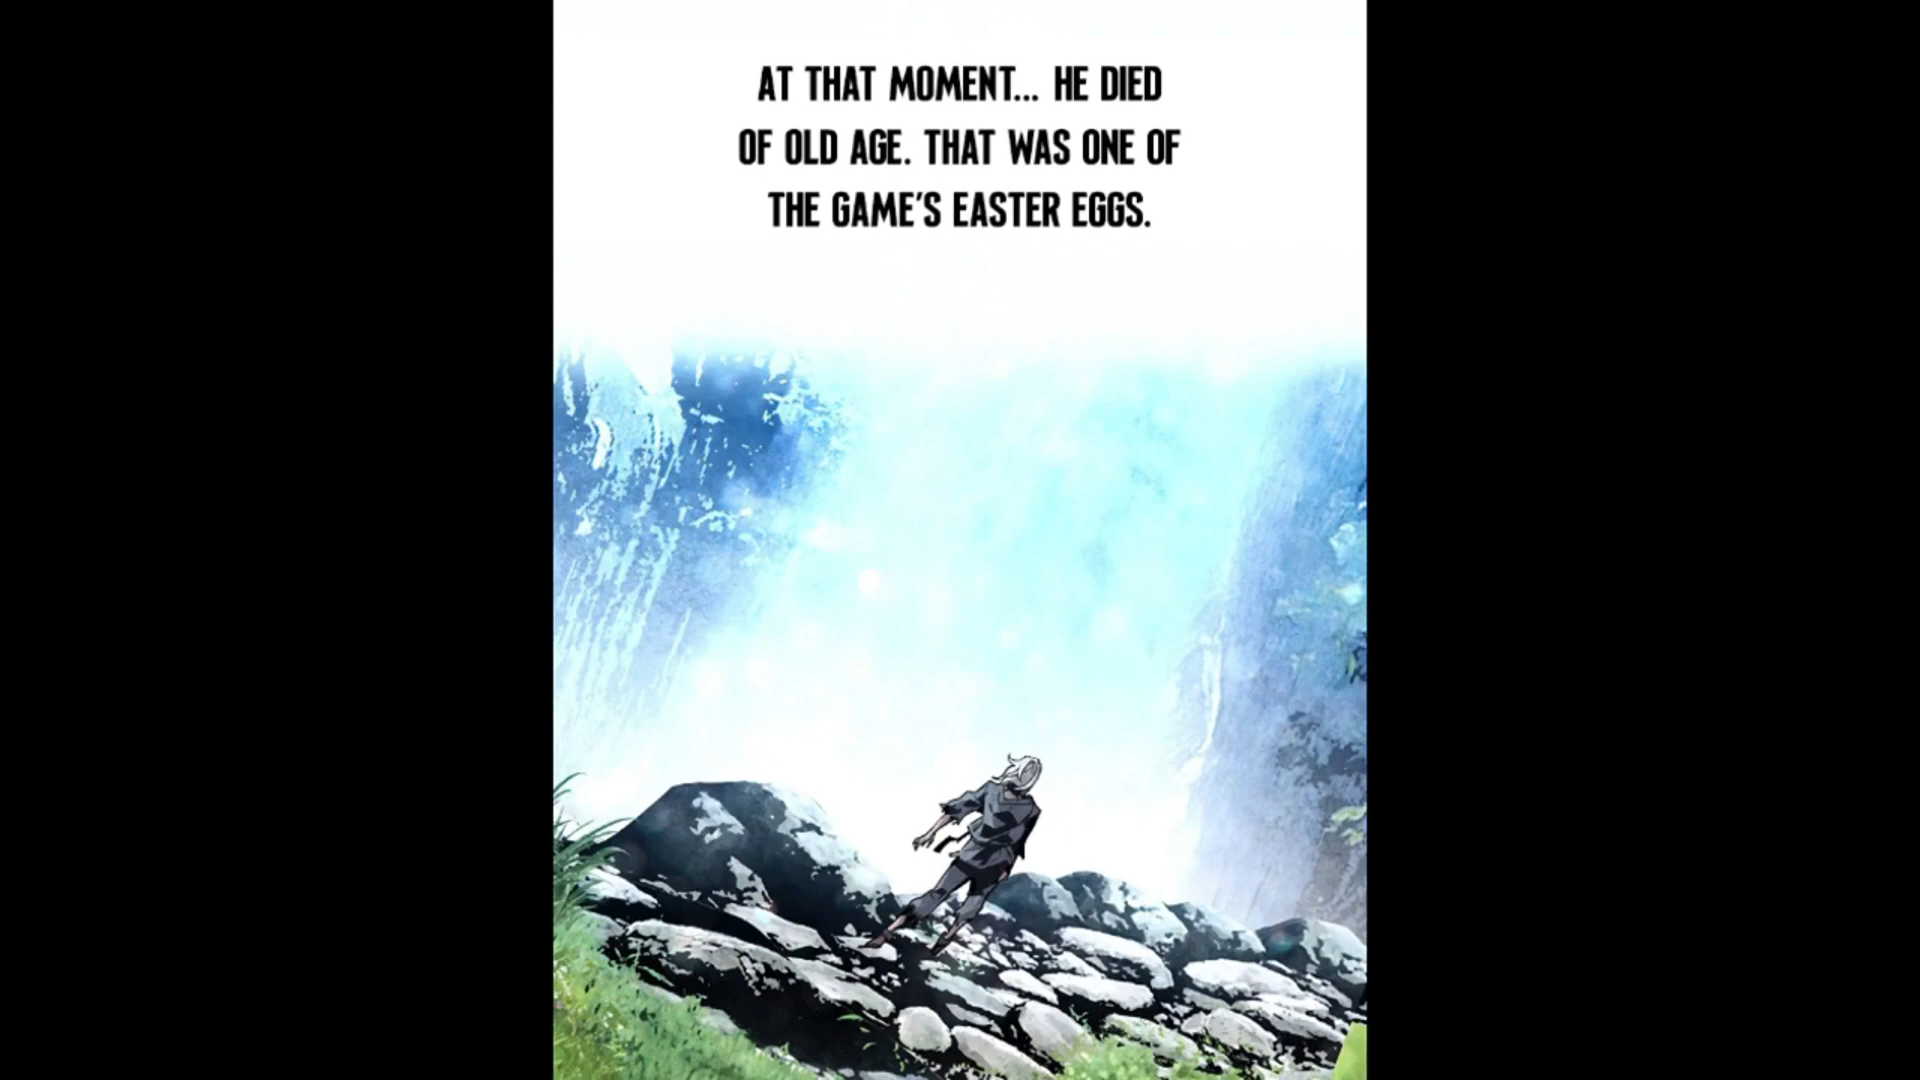 AT THAT MOMENT... HE DIED
OF OLD AGE. THAT WAS ONE OF
THE GAME'S EASTER EGGS.